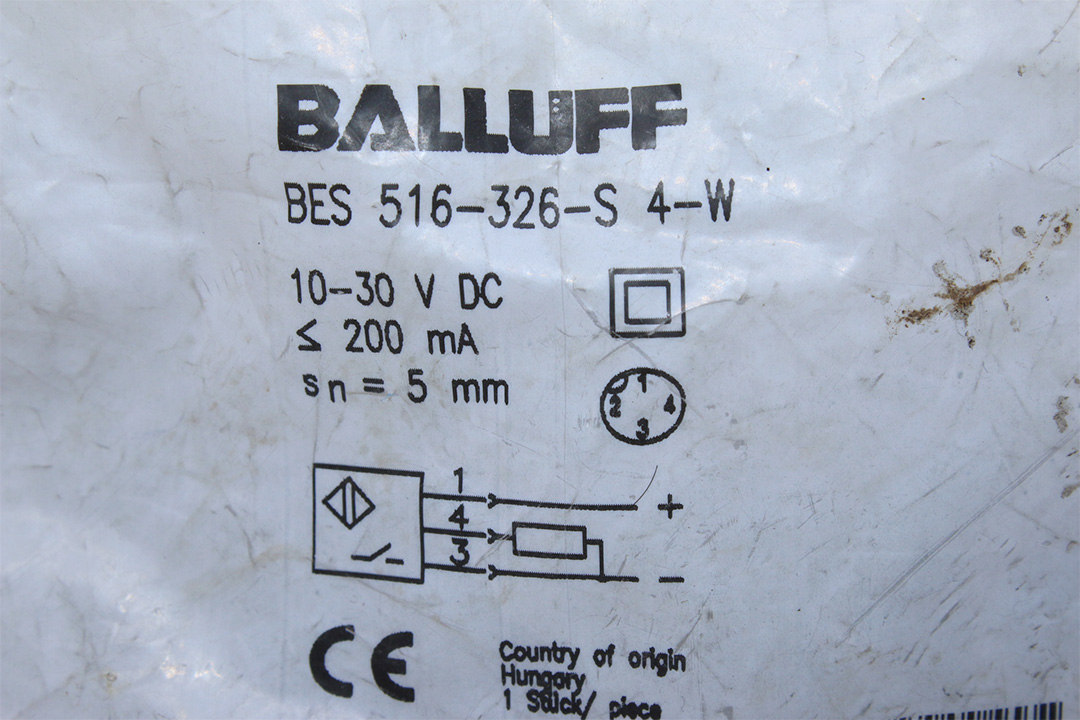 BALLUFF
BES 516-326-S 4-W
10-30 V DC
≤ 200 mA
sn = 5 mm
1
2 4
3
1
+
4
3
-
CE
Country of origin
Hungary
1 Stück/ piece